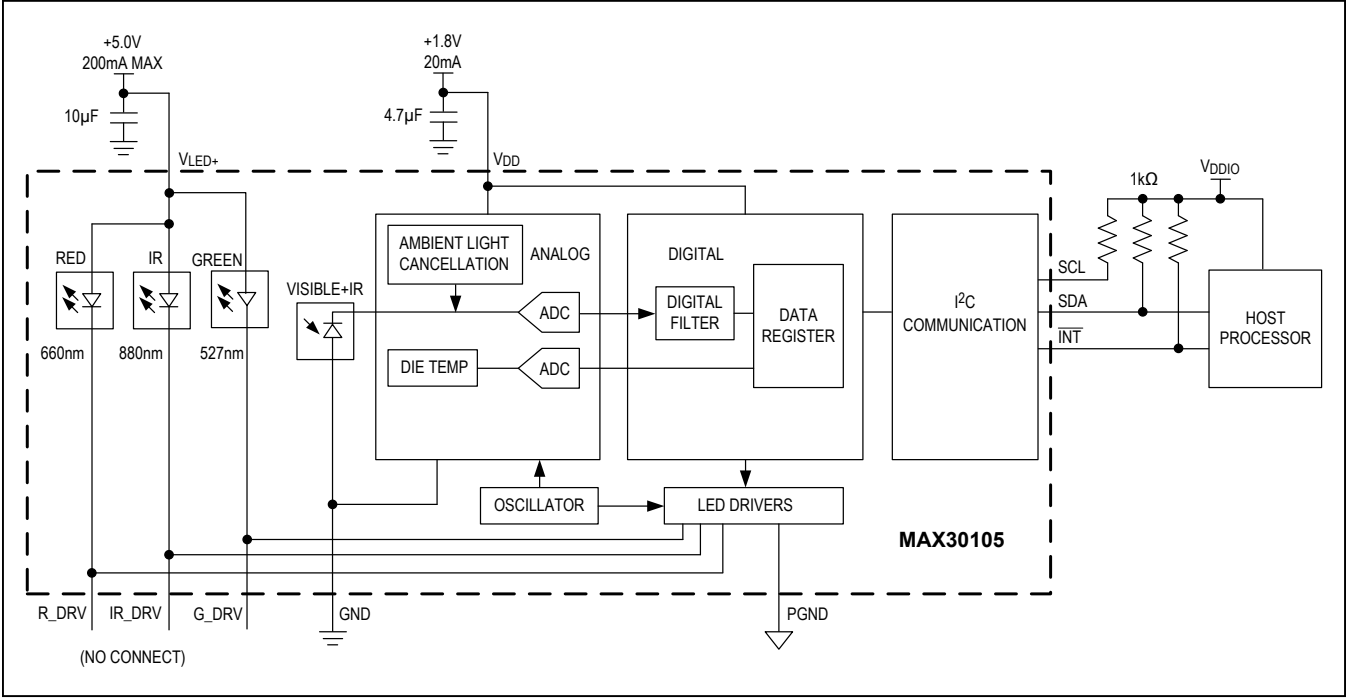 +5.0V
200mA MAX
10µF
VLED+
+1.8V
20mA
4.7µF
VDD
1kΩ
VDDIO
RED
IR
GREEN
660nm
880nm
527nm
VISIBLE+IR
AMBIENT LIGHT
CANCELLATION
ANALOG
ADC
DIE TEMP
ADC
DIGITAL
DIGITAL
FILTER
DATA
REGISTER
I²C
COMMUNICATION
SCL
SDA
INT
HOST
PROCESSOR
OSCILLATOR
LED DRIVERS
MAX30105
R_DRV
IR_DRV
G_DRV
GND
PGND
(NO CONNECT)